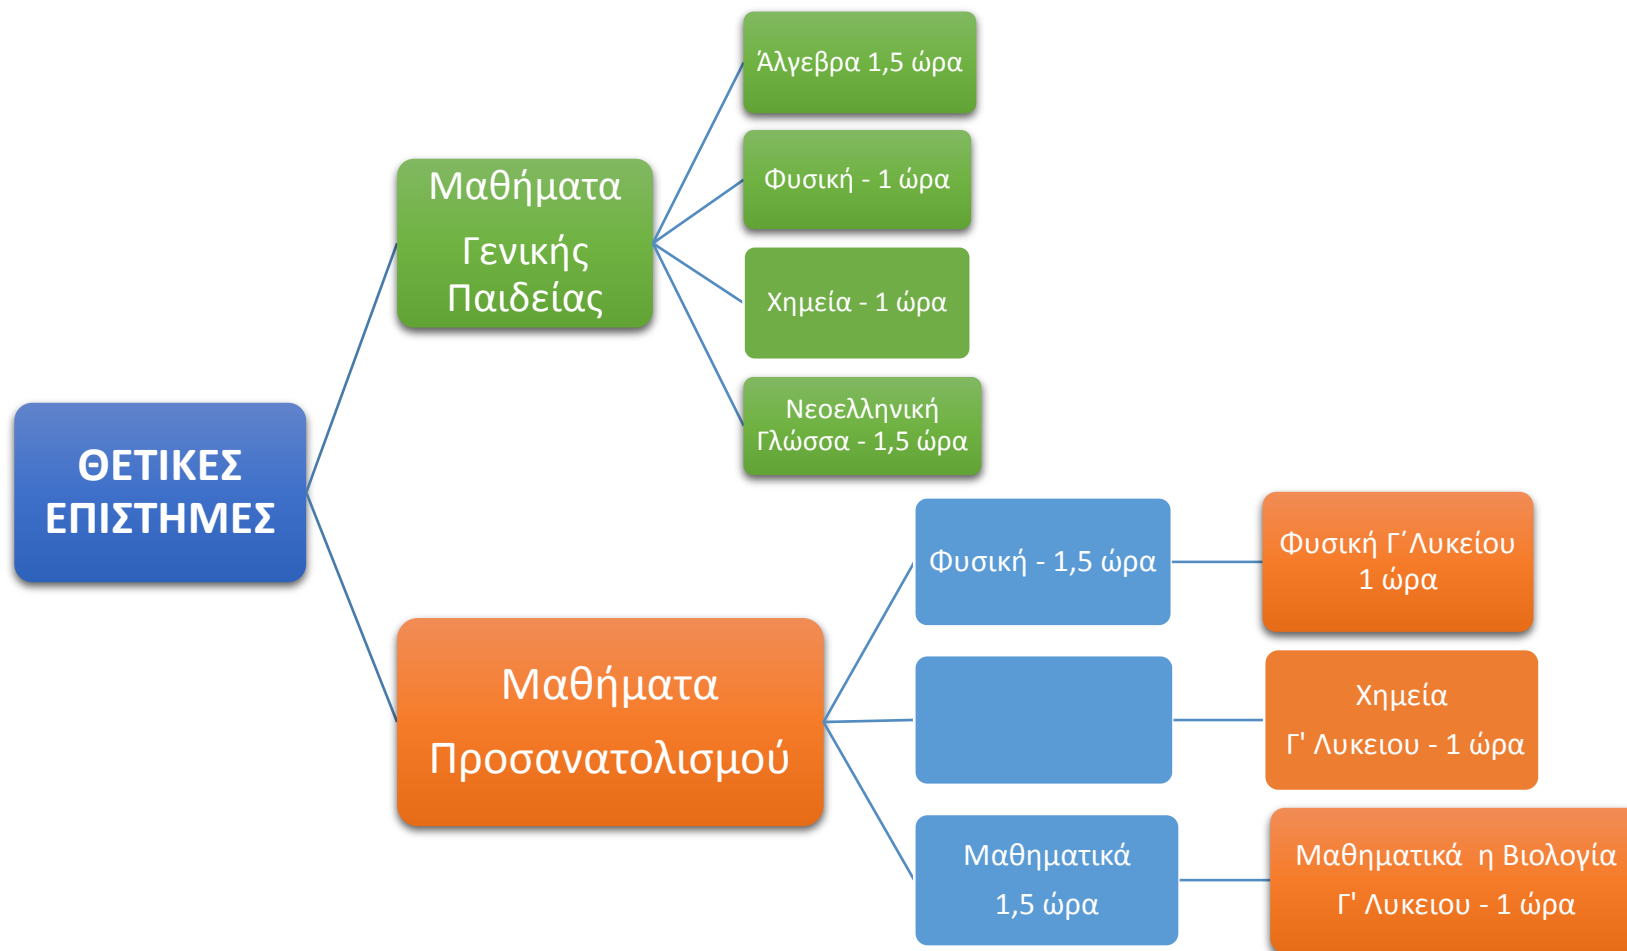 Άλγεβρα 1,5 ώρα
Φυσική - 1 ώρα
Μαθήματα
Γενικής
Παιδείας
Χημεία - 1 ώρα
Νεοελληνική
Γλώσσα - 1,5 ώρα
ΘΕΤΙΚΕΣ
ΕΠΙΣΤΗΜΕΣ
Μαθήματα
Προσανατολισμού
Φυσική - 1,5 ώρα
Φυσική Γ΄Λυκείου
1 ώρα
Χημεία
Γ' Λυκειου - 1 ώρα
Μαθηματικά
1,5 ώρα
Μαθηματικά η Βιολογία
Γ' Λυκειου - 1 ώρα